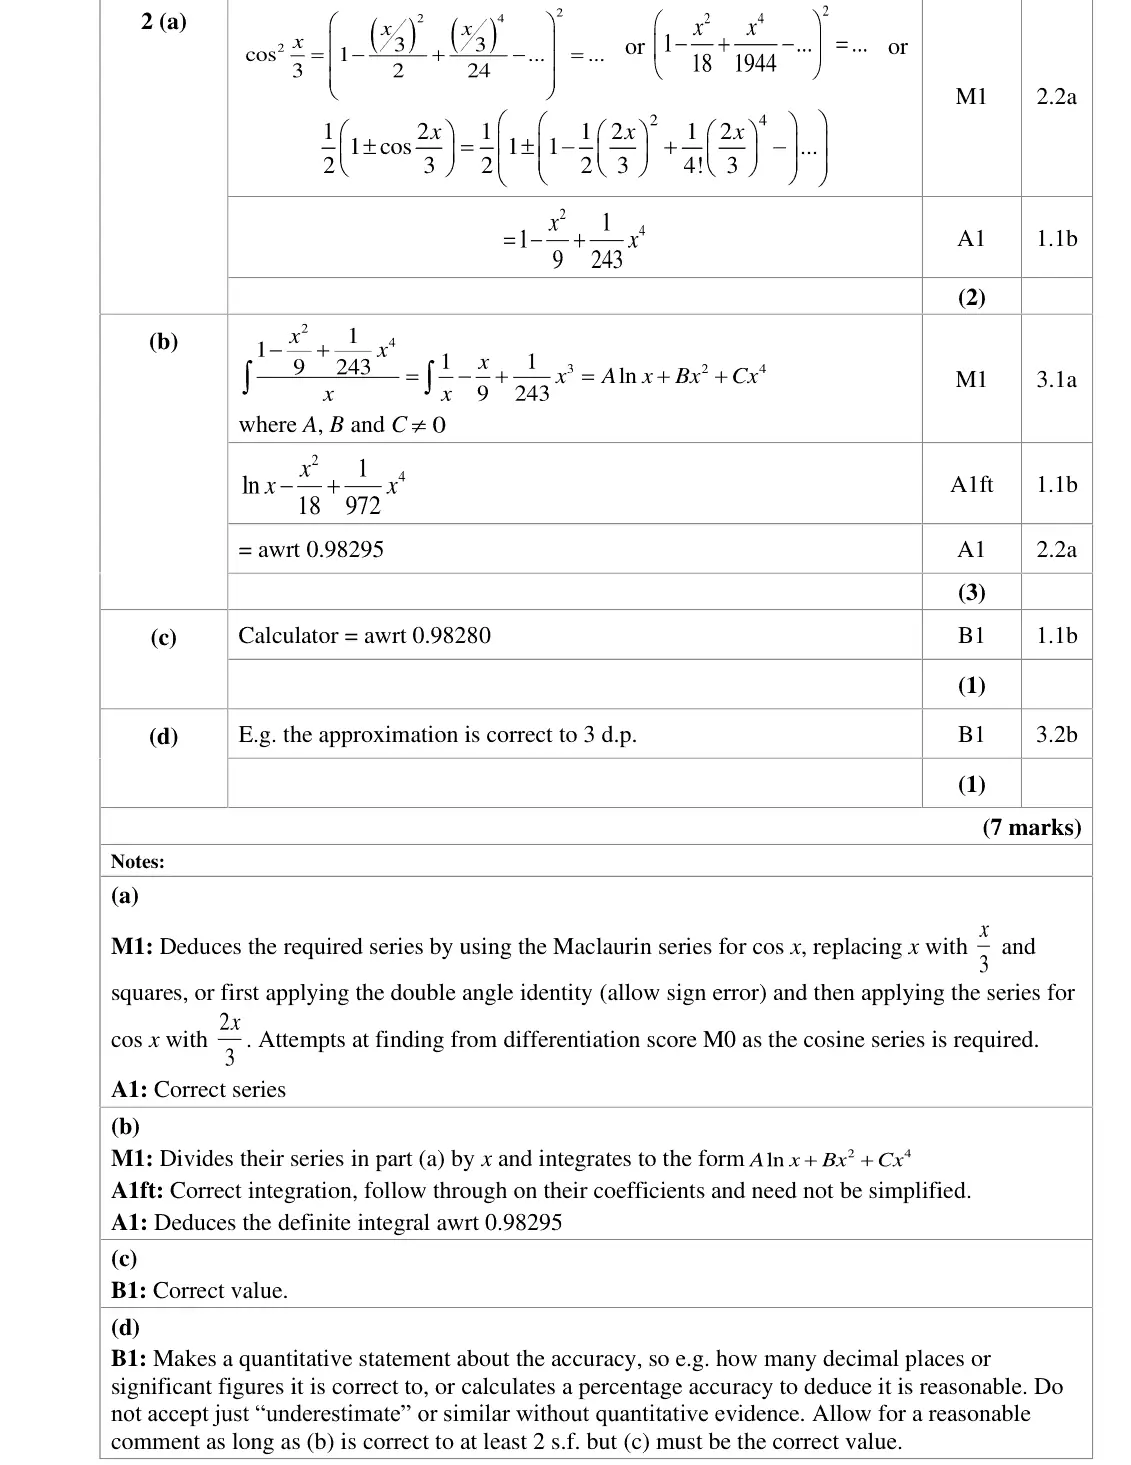 2 (a)
cos² x/3 = (1 − (x/3)²/2 + (x/3)⁴/24 − ...)² = ... or (1 − x²/18 + x⁴/1944 − ...)² = ... or
1/2(1 ± cos 2x/3) = 1/2(1 ± (1 − 1/2(2x/3)² + 1/4!(2x/3)⁴ − )...)
M1 2.2a
= 1 − x²/9 + 1/243 x⁴ A1 1.1b
(2)
(b)
∫ (1 − x²/9 + 1/243 x⁴)/x = ∫ 1/x − x/9 + 1/243 x³ = A ln x + Bx² + Cx⁴
where A, B and C ≠ 0
M1 3.1a
ln x − x²/18 + 1/972 x⁴ A1ft 1.1b
= awrt 0.98295 A1 2.2a
(3)
(c) Calculator = awrt 0.98280 B1 1.1b
(1)
(d) E.g. the approximation is correct to 3 d.p. B1 3.2b
(1)
(7 marks)
Notes:
(a)
M1: Deduces the required series by using the Maclaurin series for cos x, replacing x with x/3 and
squares, or first applying the double angle identity (allow sign error) and then applying the series for
cos x with 2x/3 . Attempts at finding from differentiation score M0 as the cosine series is required.
A1: Correct series
(b)
M1: Divides their series in part (a) by x and integrates to the form A ln x + Bx² + Cx⁴
A1ft: Correct integration, follow through on their coefficients and need not be simplified.
A1: Deduces the definite integral awrt 0.98295
(c)
B1: Correct value.
(d)
B1: Makes a quantitative statement about the accuracy, so e.g. how many decimal places or
significant figures it is correct to, or calculates a percentage accuracy to deduce it is reasonable. Do
not accept just “underestimate” or similar without quantitative evidence. Allow for a reasonable
comment as long as (b) is correct to at least 2 s.f. but (c) must be the correct value.